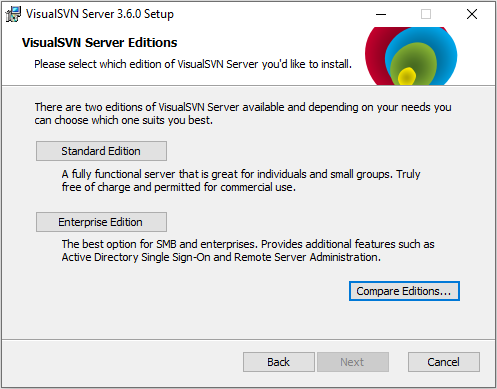 VisualSVN Server 3.6.0 Setup
VisualSVN Server Editions
Please select which edition of VisualSVN Server you'd like to install.
There are two editions of VisualSVN Server available and depending on your needs you
can choose which one suits you best.
Standard Edition
A fully functional server that is great for individuals and small groups. Truly
free of charge and permitted for commercial use.
Enterprise Edition
The best option for SMB and enterprises. Provides additional features such as
Active Directory Single Sign-On and Remote Server Administration.
Compare Editions...
Back Next Cancel